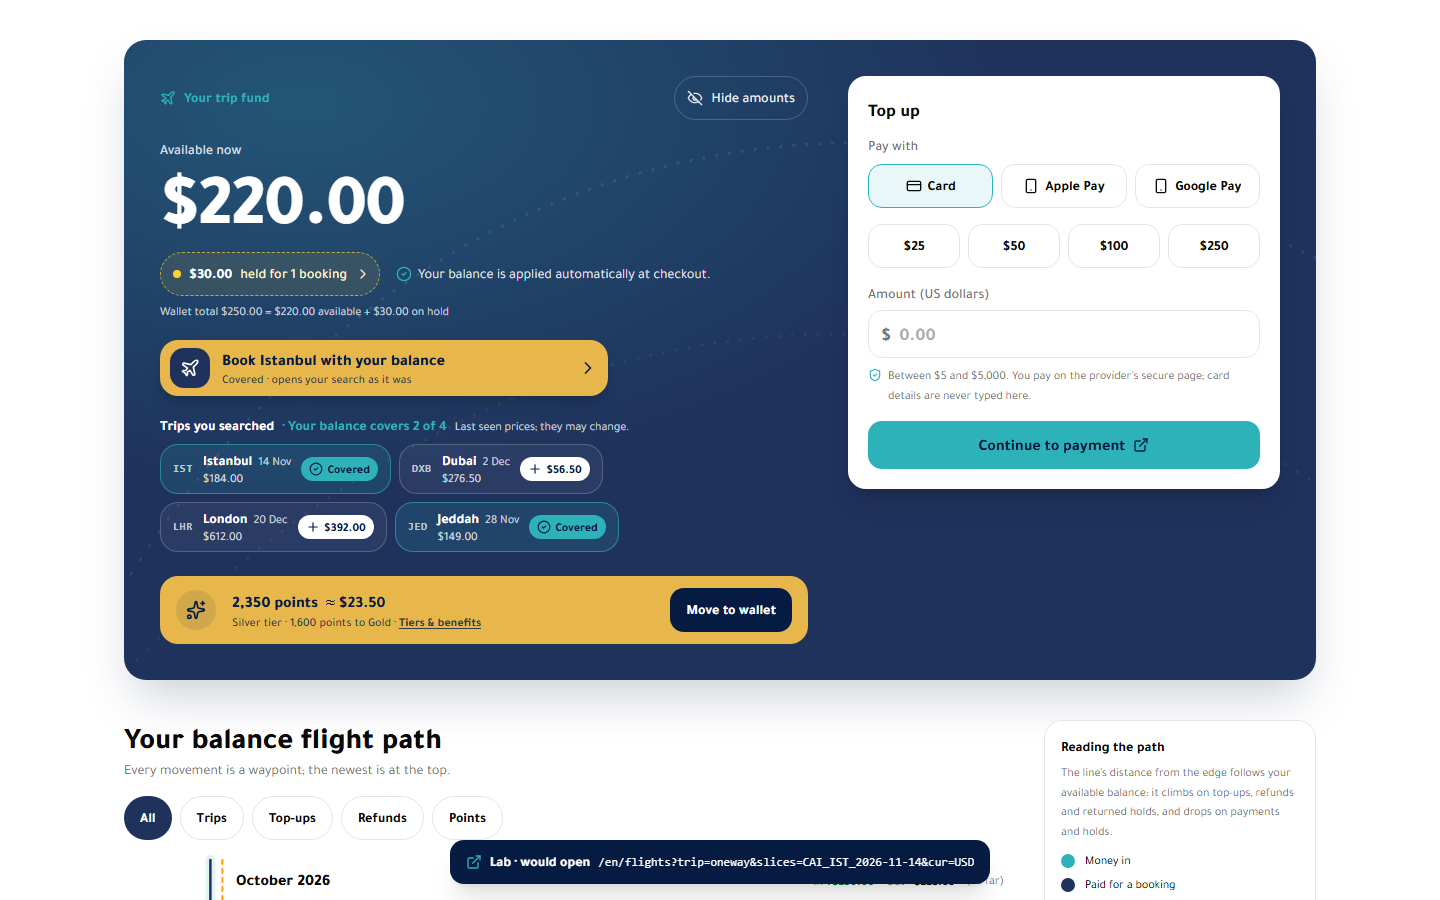 Your trip fund
Hide amounts
Available now
$220.00
$30.00 held for 1 booking
Your balance is applied automatically at checkout.
Wallet total $250.00 = $220.00 available + $30.00 on hold
Book Istanbul with your balance
Covered · opens your search as it was
Trips you searched · Your balance covers 2 of 4 Last seen prices; they may change.
IST Istanbul 14 Nov $184.00 Covered
DXB Dubai 2 Dec $276.50 + $56.50
LHR London 20 Dec $612.00 + $392.00
JED Jeddah 28 Nov $149.00 Covered
2,350 points ≈ $23.50
Silver tier · 1,600 points to Gold · Tiers & benefits
Move to wallet
Top up
Pay with
Card
Apple Pay
Google Pay
$25
$50
$100
$250
Amount (US dollars)
$ 0.00
Between $5 and $5,000. You pay on the provider's secure page; card
details are never typed here.
Continue to payment
Your balance flight path
Every movement is a waypoint; the newest is at the top.
All
Trips
Top-ups
Refunds
Points
October 2026
Lab · would open /en/flights?trip=oneway&slices=CAI_IST_2026-11-14&cur=USD
Reading the path
The line's distance from the edge follows your
available balance: it climbs on top-ups, refunds
and returned holds, and drops on payments
and holds.
Money in
Paid for a booking